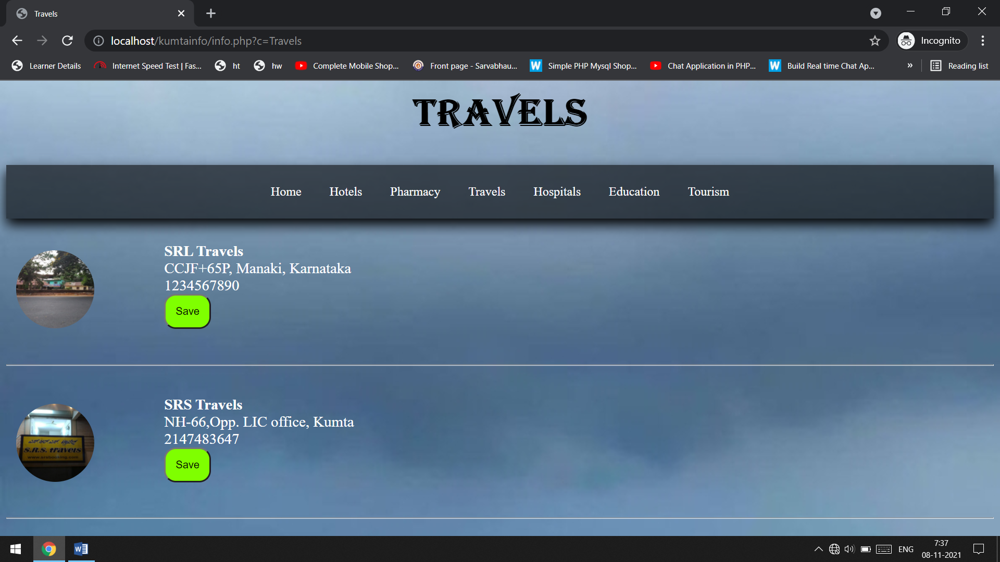 Travels
localhost/kumtainfo/info.php?c=Travels
Incognito
Learner Details
Internet Speed Test | Fas...
ht
hw
Complete Mobile Shop...
Front page - Sarvabhau...
W
Simple PHP Mysql Shop...
Chat Application in PHP...
W
Build Real time Chat Ap...
»
Reading list
TRAVELS
Home Hotels Pharmacy Travels Hospitals Education Tourism
SRL Travels
CCJF+65P, Manaki, Karnataka
1234567890
Save
SRS Travels
NH-66,Opp. LIC office, Kumta
2147483647
Save
S.R.S. travels
ENG
7:37
08-11-2021